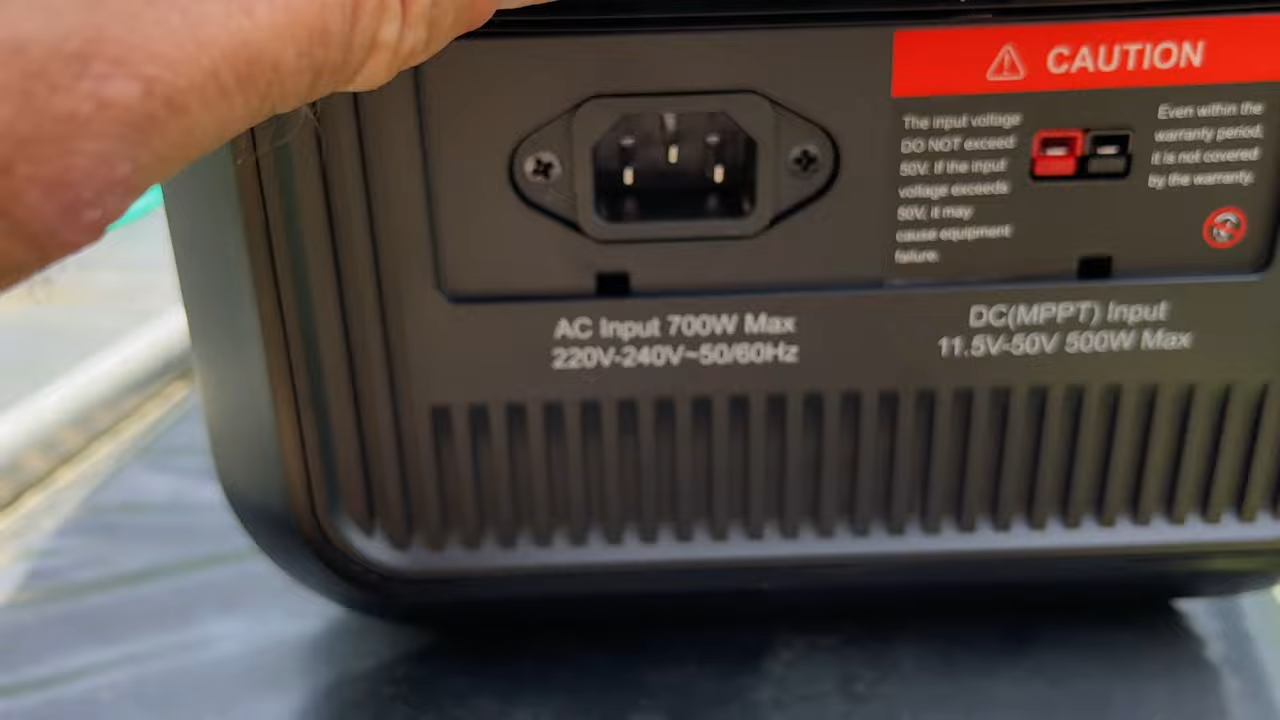 CAUTION
The input voltage
DO NOT exceed
50V. If the input
voltage exceeds
50V, it may
cause equipment
failure.
Even within the
warranty period,
it is not covered
by the warranty.
AC Input 700W Max
220V-240V~50/60Hz
DC(MPPT) Input
11.5V-50V 500W Max